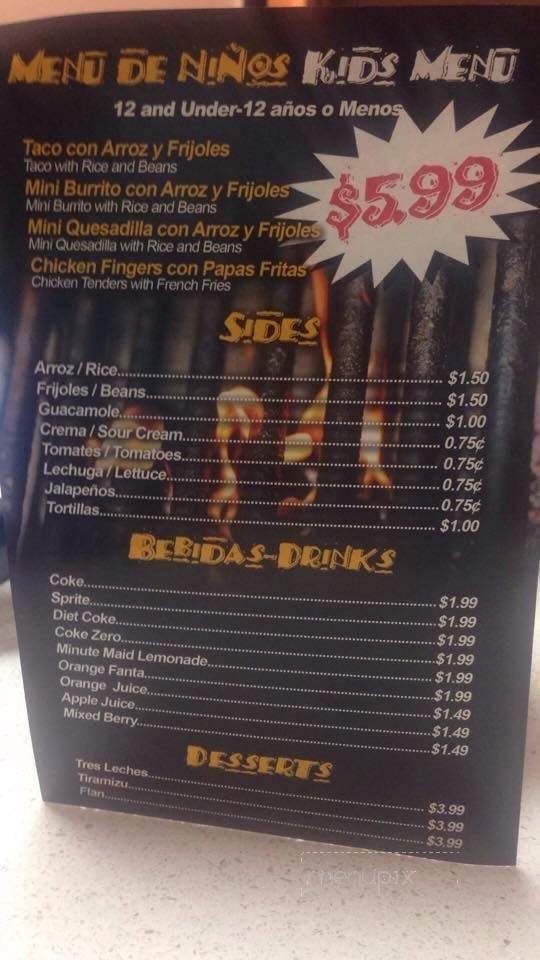 MENU DE NIÑOS KIDS MENU
12 and Under-12 años o Menos
$5.99
Taco con Arroz y Frijoles
Taco with Rice and Beans
Mini Burrito con Arroz y Frijoles
Mini Burrito with Rice and Beans
Mini Quesadilla con Arroz y Frijoles
Mini Quesadilla with Rice and Beans
Chicken Fingers con Papas Fritas
Chicken Tenders with French Fries
SIDES
Arroz / Rice.......... $1.50
Frijoles / Beans.......... $1.50
Guacamole.......... $1.00
Crema / Sour Cream.......... 0.75¢
Tomates / Tomatoes.......... 0.75¢
Lechuga / Lettuce.......... 0.75¢
Jalapeños.......... 0.75¢
Tortillas.......... $1.00
BEBIDAS-DRINKS
Coke.......... $1.99
Sprite.......... $1.99
Diet Coke.......... $1.99
Coke Zero.......... $1.99
Minute Maid Lemonade.......... $1.99
Orange Fanta.......... $1.99
Orange Juice.......... $1.49
Apple Juice.......... $1.49
Mixed Berry.......... $1.49
DESSERTS
Tres Leches.......... $3.99
Tiramizu.......... $3.99
Flan.......... $3.99
menupix